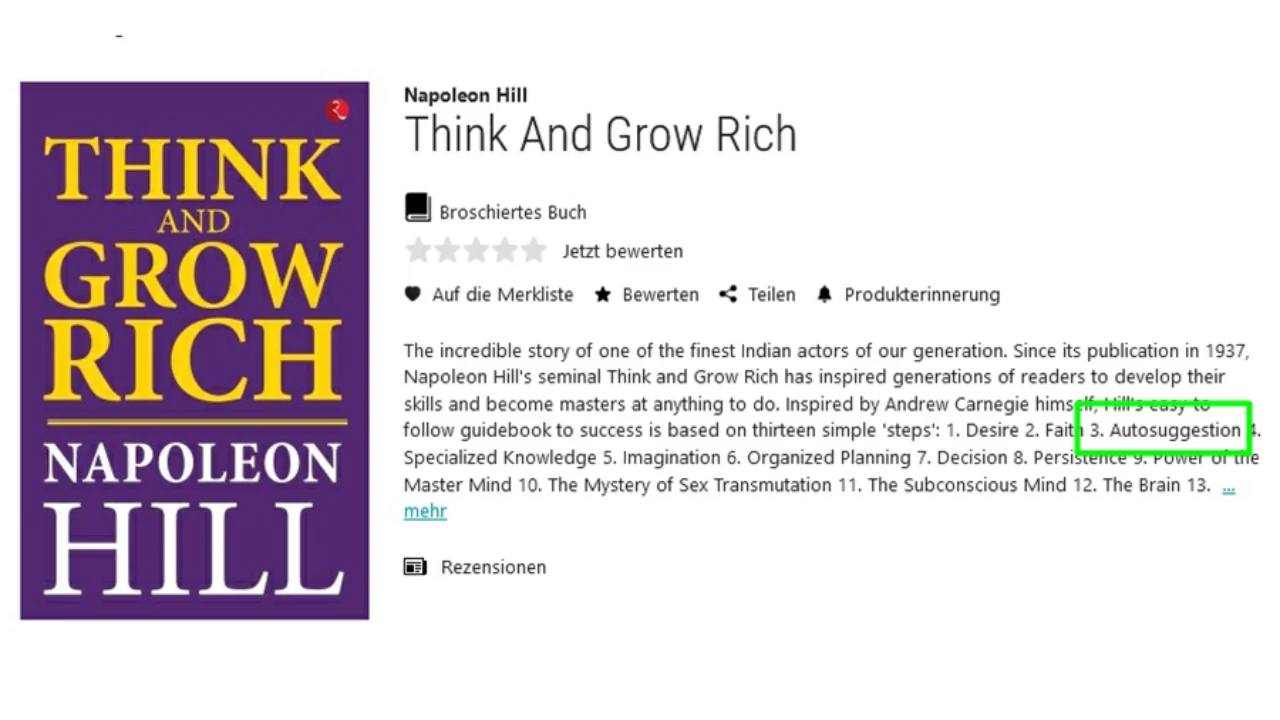 THINK
AND
GROW
RICH
NAPOLEON
HILL
Napoleon Hill
Think And Grow Rich
Broschiertes Buch
Jetzt bewerten
Auf die Merkliste Bewerten Teilen Produkterinnerung
The incredible story of one of the finest Indian actors of our generation. Since its publication in 1937,
Napoleon Hill's seminal Think and Grow Rich has inspired generations of readers to develop their
skills and become masters at anything to do. Inspired by Andrew Carnegie himself, Hill's easy to
follow guidebook to success is based on thirteen simple 'steps': 1. Desire 2. Faith 3. Autosuggestion 4.
Specialized Knowledge 5. Imagination 6. Organized Planning 7. Decision 8. Persistence 9. Power of the
Master Mind 10. The Mystery of Sex Transmutation 11. The Subconscious Mind 12. The Brain 13. ...
mehr
Rezensionen